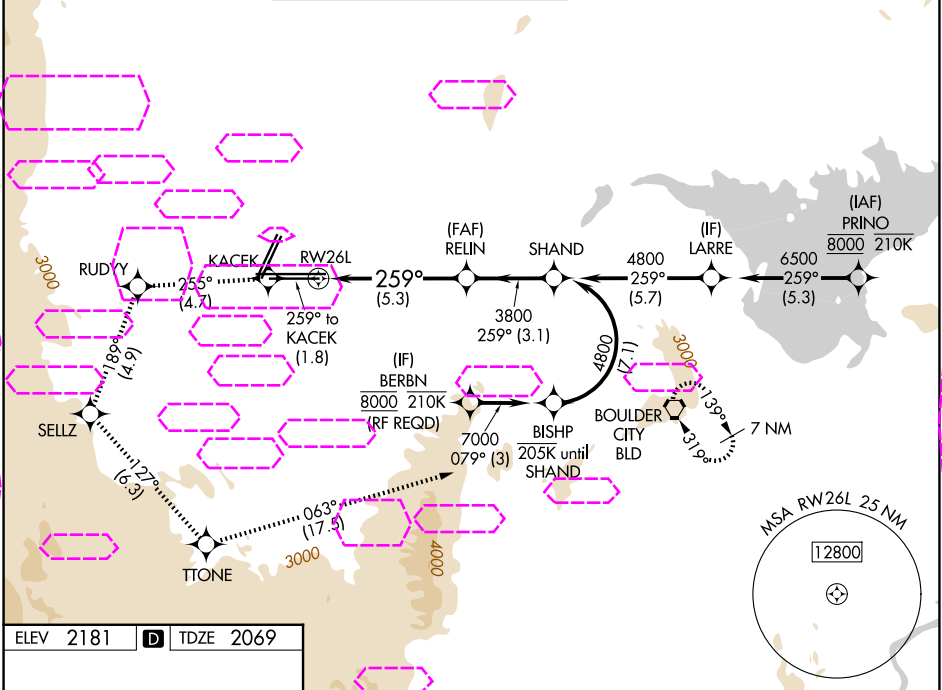 (IAF)
PRINO
8000 210K
(IF)
LARRE
(FAF)
RELIN
SHAND
KACEK
RW26L
RUDYY
3000
255°
(4.7)
259°
(5.3)
4800
259°
(5.7)
6500
259°
(5.3)
3800
259° (3.1)
259° to
KACEK
(1.8)
189°
(4.9)
4800
(7.1)
3000
(IF)
BERBN
8000 210K
(RF REQD)
7000
079° (3)
BISHP
205K until
SHAND
BOULDER
CITY
BLD
139°
319°
7 NM
SELLZ
127°
(6.3)
063°
(17.5)
TTONE
3000
4000
MSA RW26L 25 NM
12800
ELEV 2181 D TDZE 2069